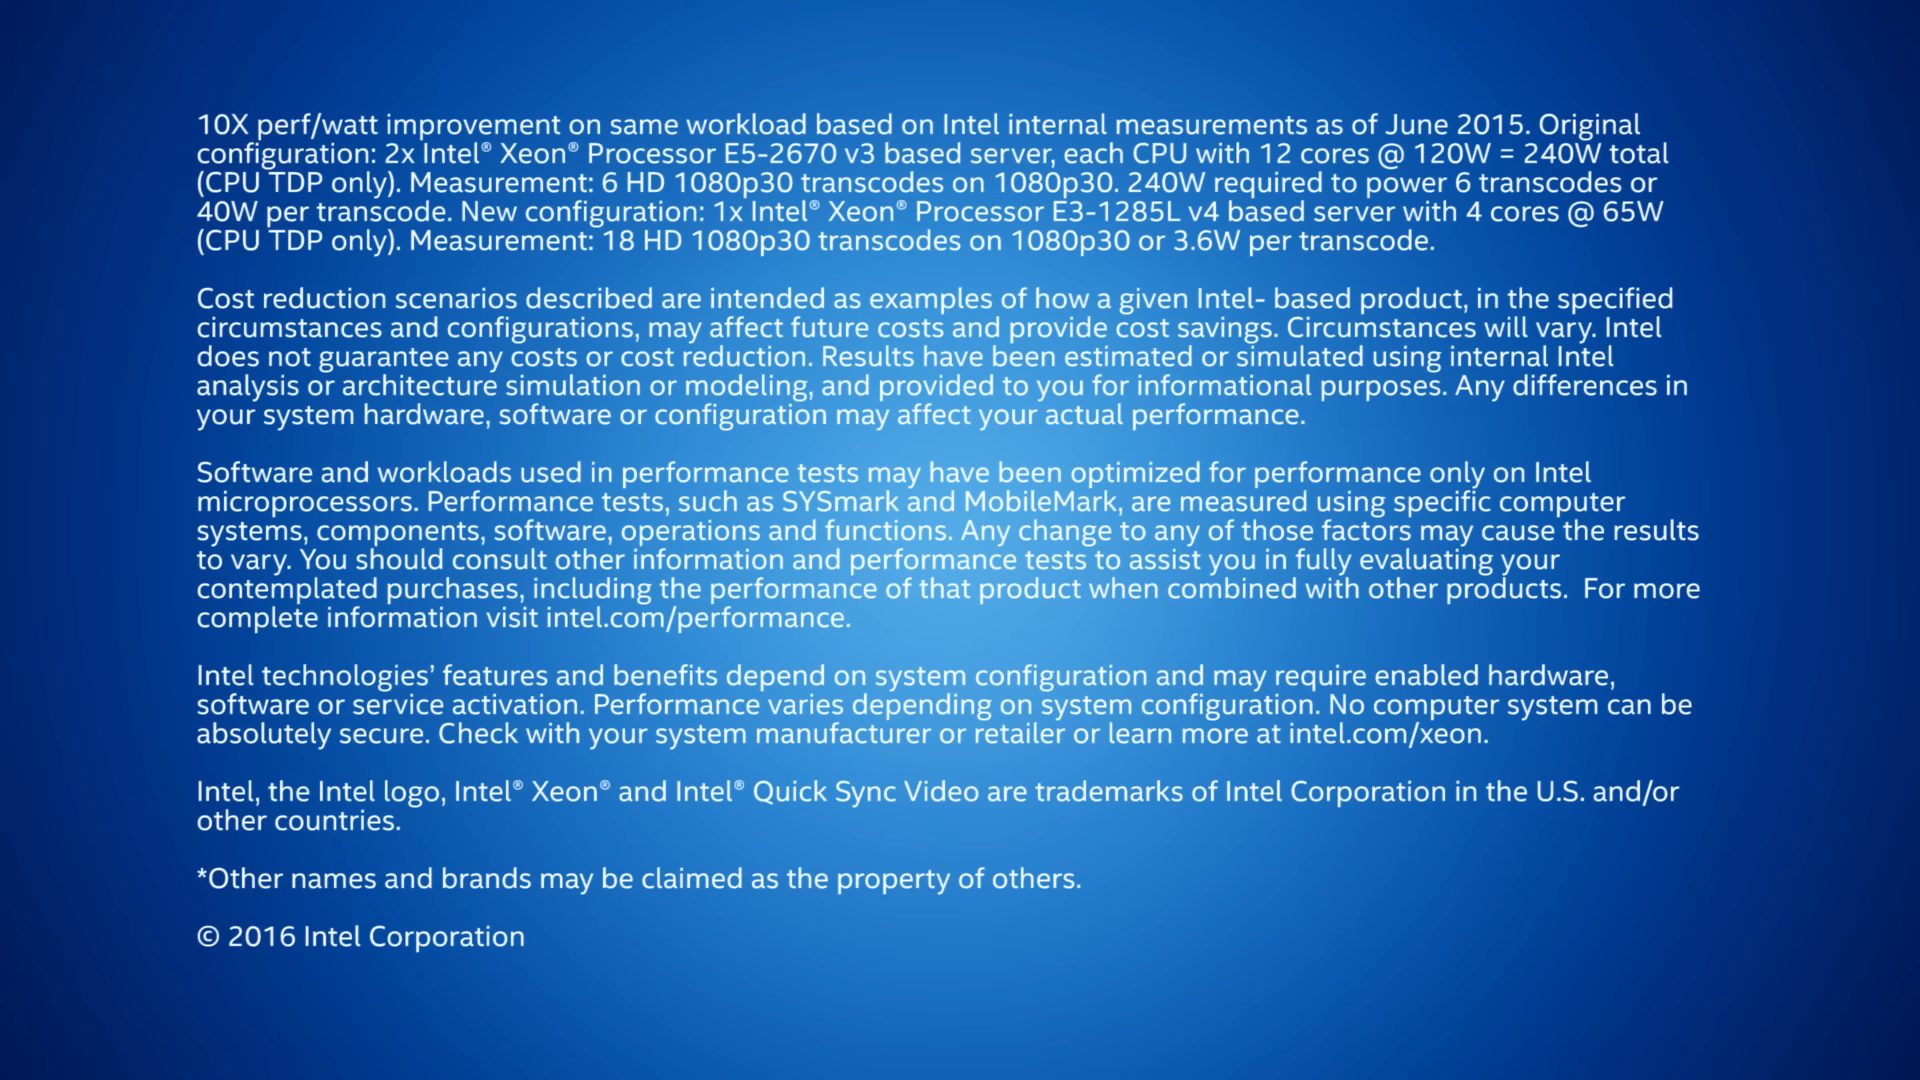 10X perf/watt improvement on same workload based on Intel internal measurements as of June 2015. Original
configuration: 2x Intel® Xeon® Processor E5-2670 v3 based server, each CPU with 12 cores @ 120W = 240W total
(CPU TDP only). Measurement: 6 HD 1080p30 transcodes on 1080p30. 240W required to power 6 transcodes or
40W per transcode. New configuration: 1x Intel® Xeon® Processor E3-1285L v4 based server with 4 cores @ 65W
(CPU TDP only). Measurement: 18 HD 1080p30 transcodes on 1080p30 or 3.6W per transcode.
Cost reduction scenarios described are intended as examples of how a given Intel- based product, in the specified
circumstances and configurations, may affect future costs and provide cost savings. Circumstances will vary. Intel
does not guarantee any costs or cost reduction. Results have been estimated or simulated using internal Intel
analysis or architecture simulation or modeling, and provided to you for informational purposes. Any differences in
your system hardware, software or configuration may affect your actual performance.
Software and workloads used in performance tests may have been optimized for performance only on Intel
microprocessors. Performance tests, such as SYSmark and MobileMark, are measured using specific computer
systems, components, software, operations and functions. Any change to any of those factors may cause the results
to vary. You should consult other information and performance tests to assist you in fully evaluating your
contemplated purchases, including the performance of that product when combined with other products.  For more
complete information visit intel.com/performance.
Intel technologies’ features and benefits depend on system configuration and may require enabled hardware,
software or service activation. Performance varies depending on system configuration. No computer system can be
absolutely secure. Check with your system manufacturer or retailer or learn more at intel.com/xeon.
Intel, the Intel logo, Intel® Xeon® and Intel® Quick Sync Video are trademarks of Intel Corporation in the U.S. and/or
other countries.
*Other names and brands may be claimed as the property of others.
© 2016 Intel Corporation